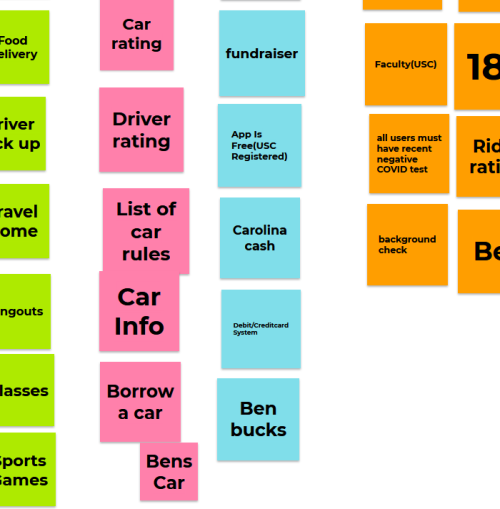 Food
elivery
river
ck up
ravel
ome
ngouts
lasses
ports
ames
Car
rating
Driver
rating
List of
car
rules
Car
Info
Borrow
a car
Bens
Car
fundraiser
App Is
Free(USC
Registered)
Carolina
cash
Debit/Creditcard
System
Ben
bucks
Faculty(USC)
all users must
have recent
negative
COVID test
background
check
18
Rid
rati
Be